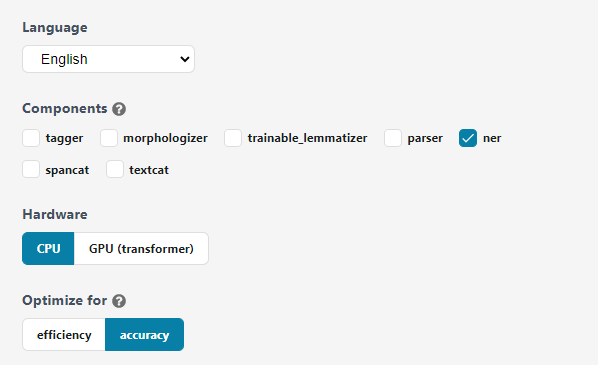 Language
English
Components ?
tagger morphologizer trainable_lemmatizer parser ner
spancat textcat
Hardware
CPU GPU (transformer)
Optimize for ?
efficiency accuracy